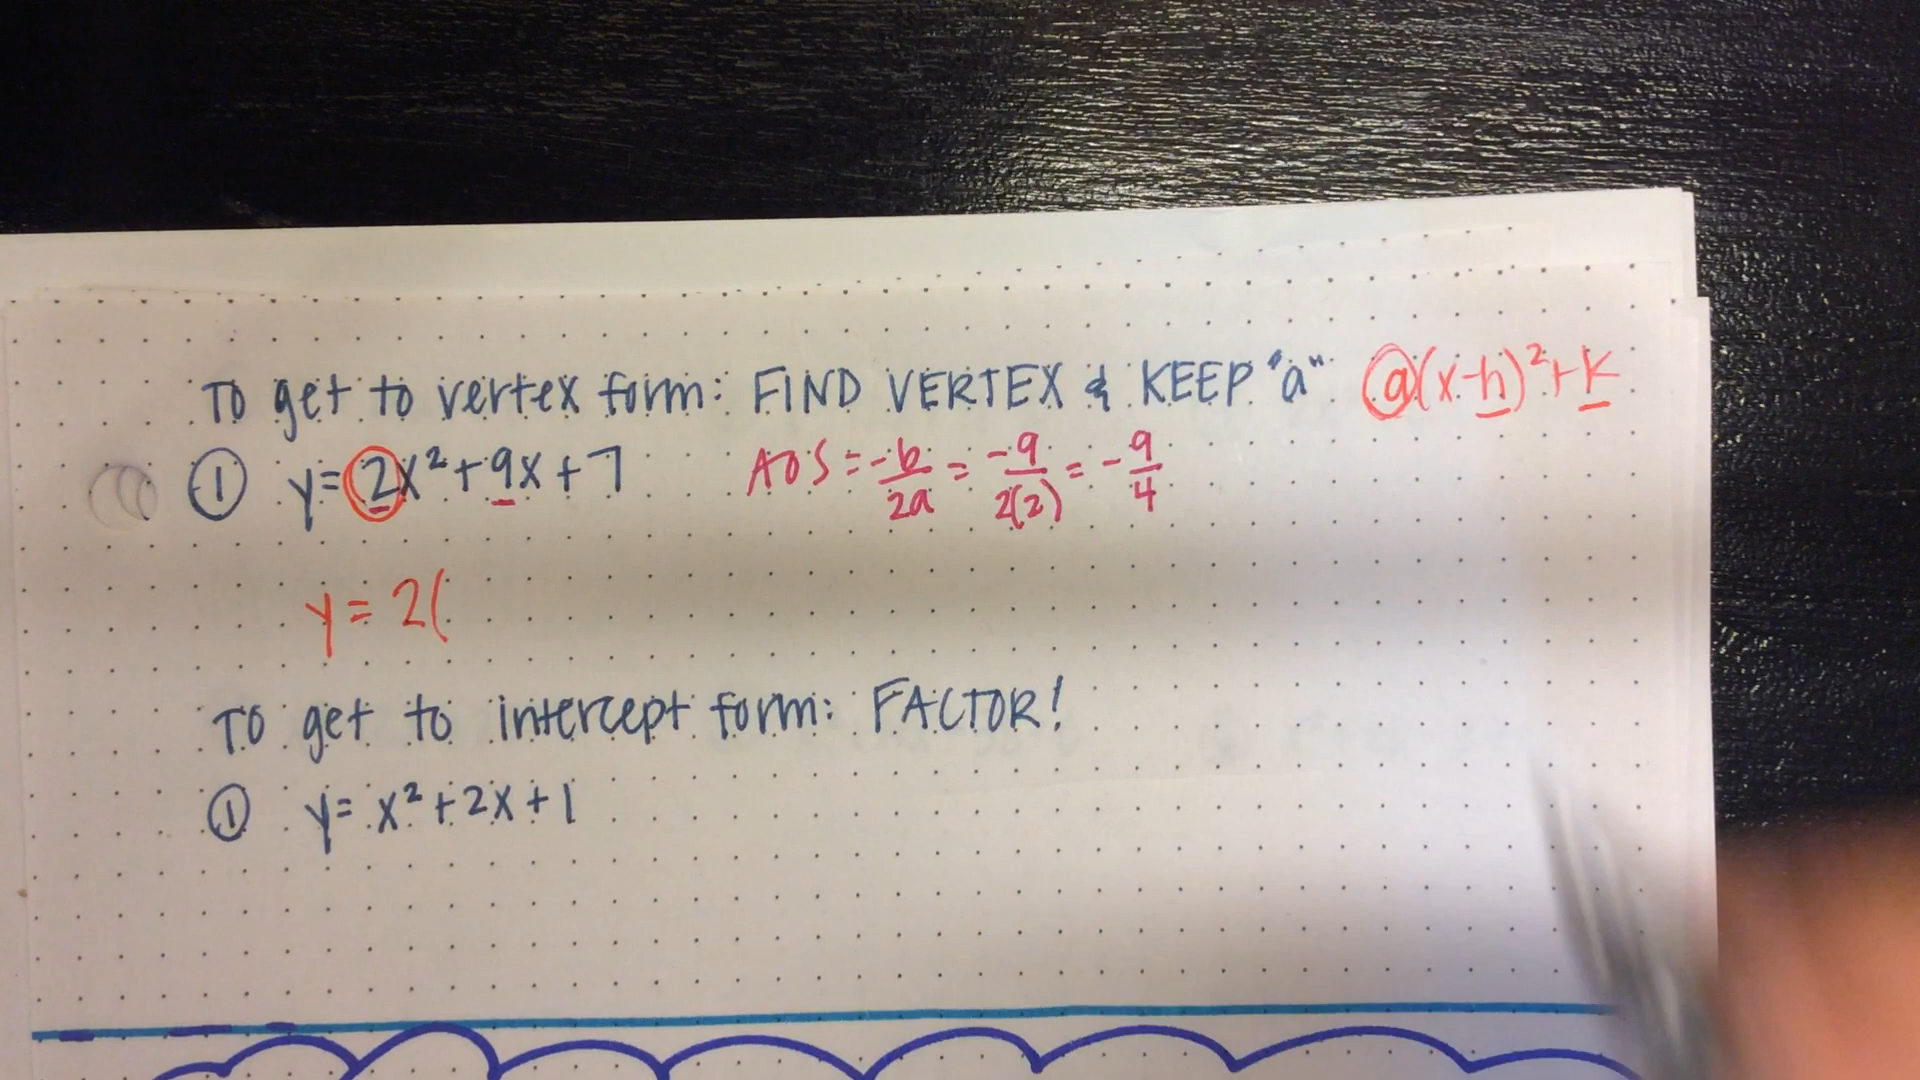 To get to vertex form: FIND VERTEX & KEEP "a" a(x-h)²+k
① y=2x²+9x+7 AOS=-b/2a=-9/2(2)=-9/4
y=2(
To get to intercept form: FACTOR!
① y=x²+2x+1